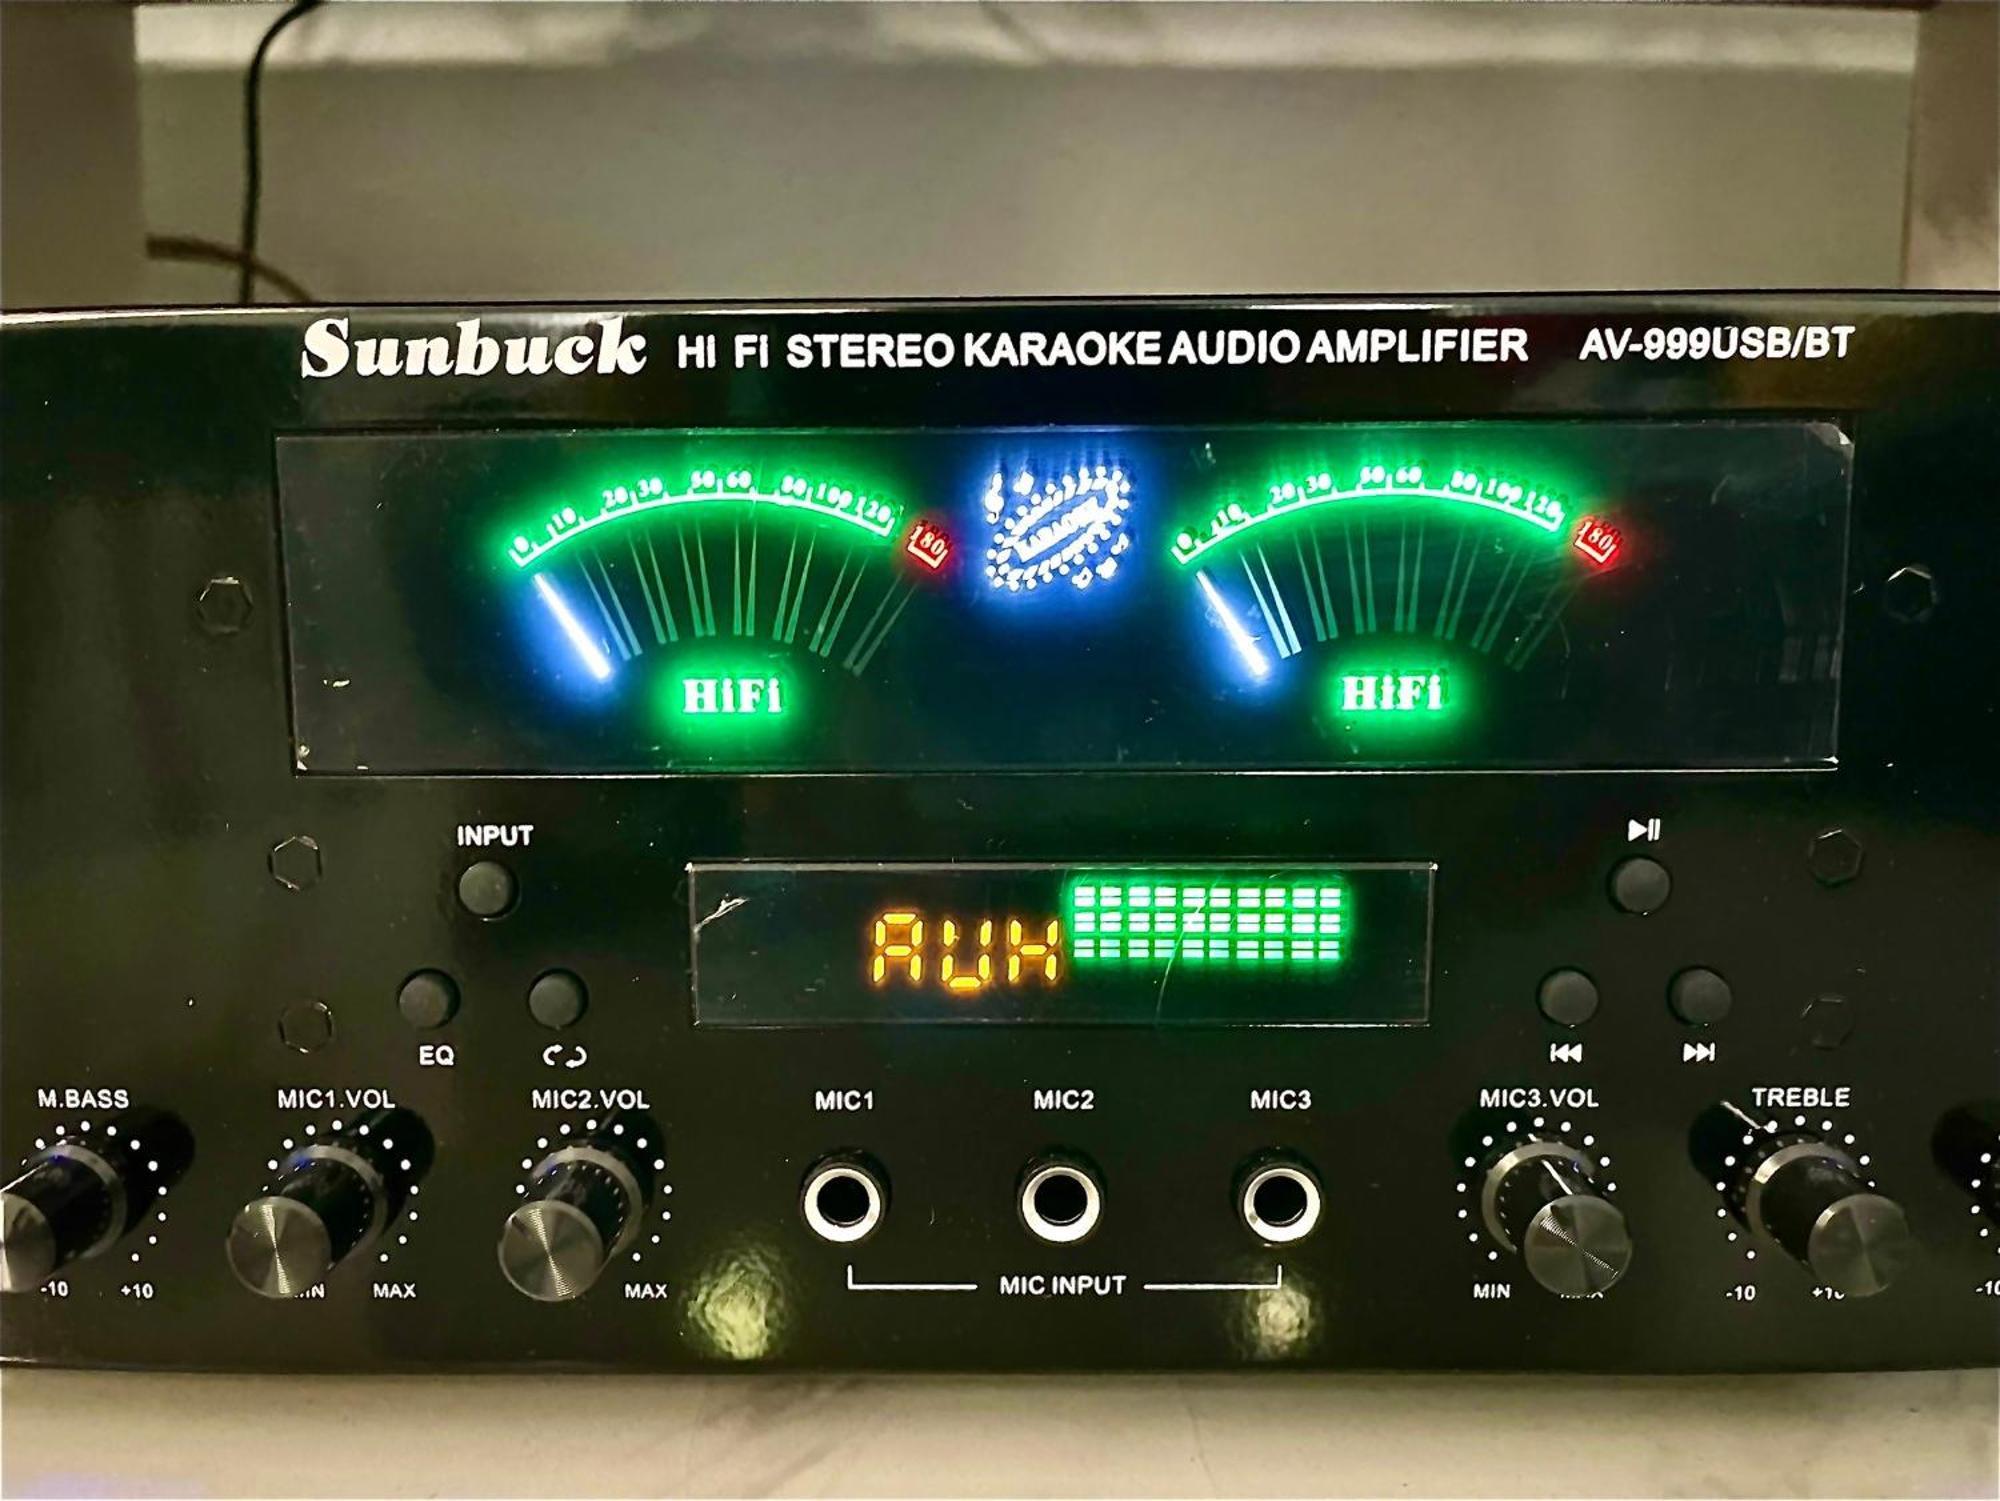 Sunbuck HI FI STEREO KARAOKE AUDIO AMPLIFIER AV-999USB/BT
0 10 20 30 50 60 80 100 120 180
KARAOKE
0 10 20 30 50 60 80 100 120 180
HiFi HiFi
INPUT
AUX
EQ
M.BASS MIC1.VOL MIC2.VOL MIC1 MIC2 MIC3 MIC3.VOL TREBLE
-10 +10 MAX MAX MIC INPUT MIN -10